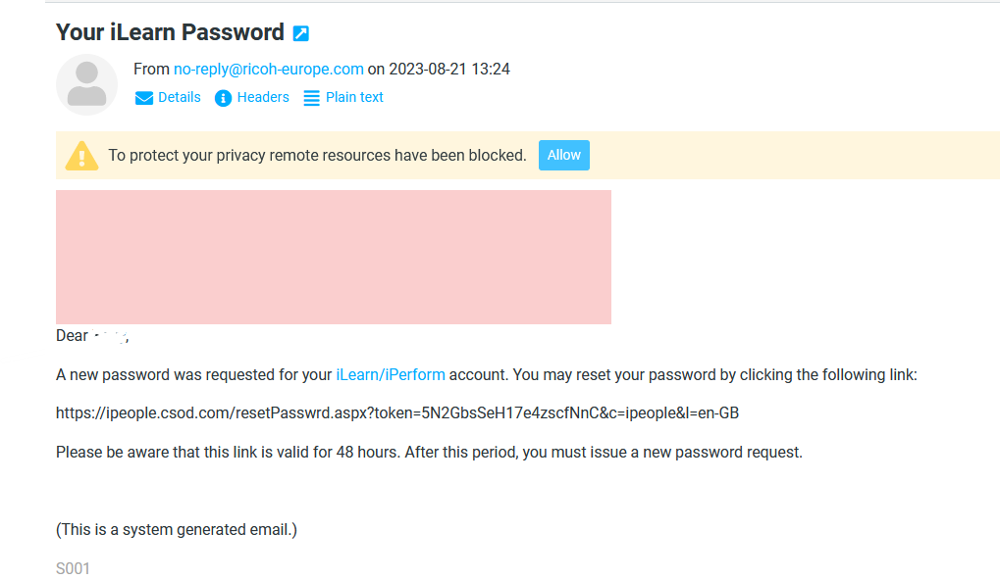 Your iLearn Password
From no-reply@ricoh-europe.com on 2023-08-21 13:24
Details Headers Plain text
To protect your privacy remote resources have been blocked. Allow
Dear ,
A new password was requested for your iLearn/iPerform account. You may reset your password by clicking the following link:
https://ipeople.csod.com/resetPasswrd.aspx?token=5N2GbsSeH17e4zscfNnC&c=ipeople&l=en-GB
Please be aware that this link is valid for 48 hours. After this period, you must issue a new password request.
(This is a system generated email.)
S001